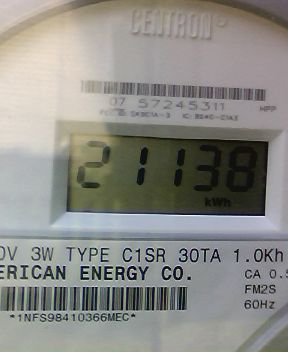 CENTRON
07 57245311 HPP
21138
kWh
0V 3W TYPE C1SR 30TA 1.0Kh
ERICAN ENERGY CO.
CA 0.5
FM2S
60Hz
*1NFS98410366MEC*